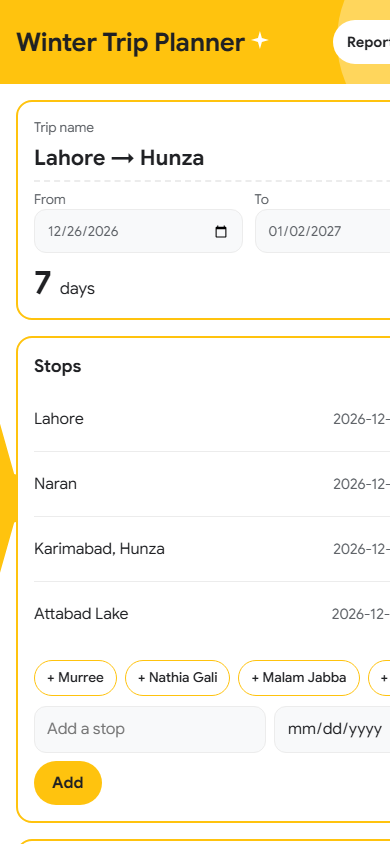 Winter Trip Planner
Report
Trip name
Lahore → Hunza
From To
12/26/2026 01/02/2027
7 days
Stops
Lahore 2026-12-
Naran 2026-12-
Karimabad, Hunza 2026-12-
Attabad Lake 2026-12-
+ Murree + Nathia Gali + Malam Jabba +
Add a stop mm/dd/yyyy
Add